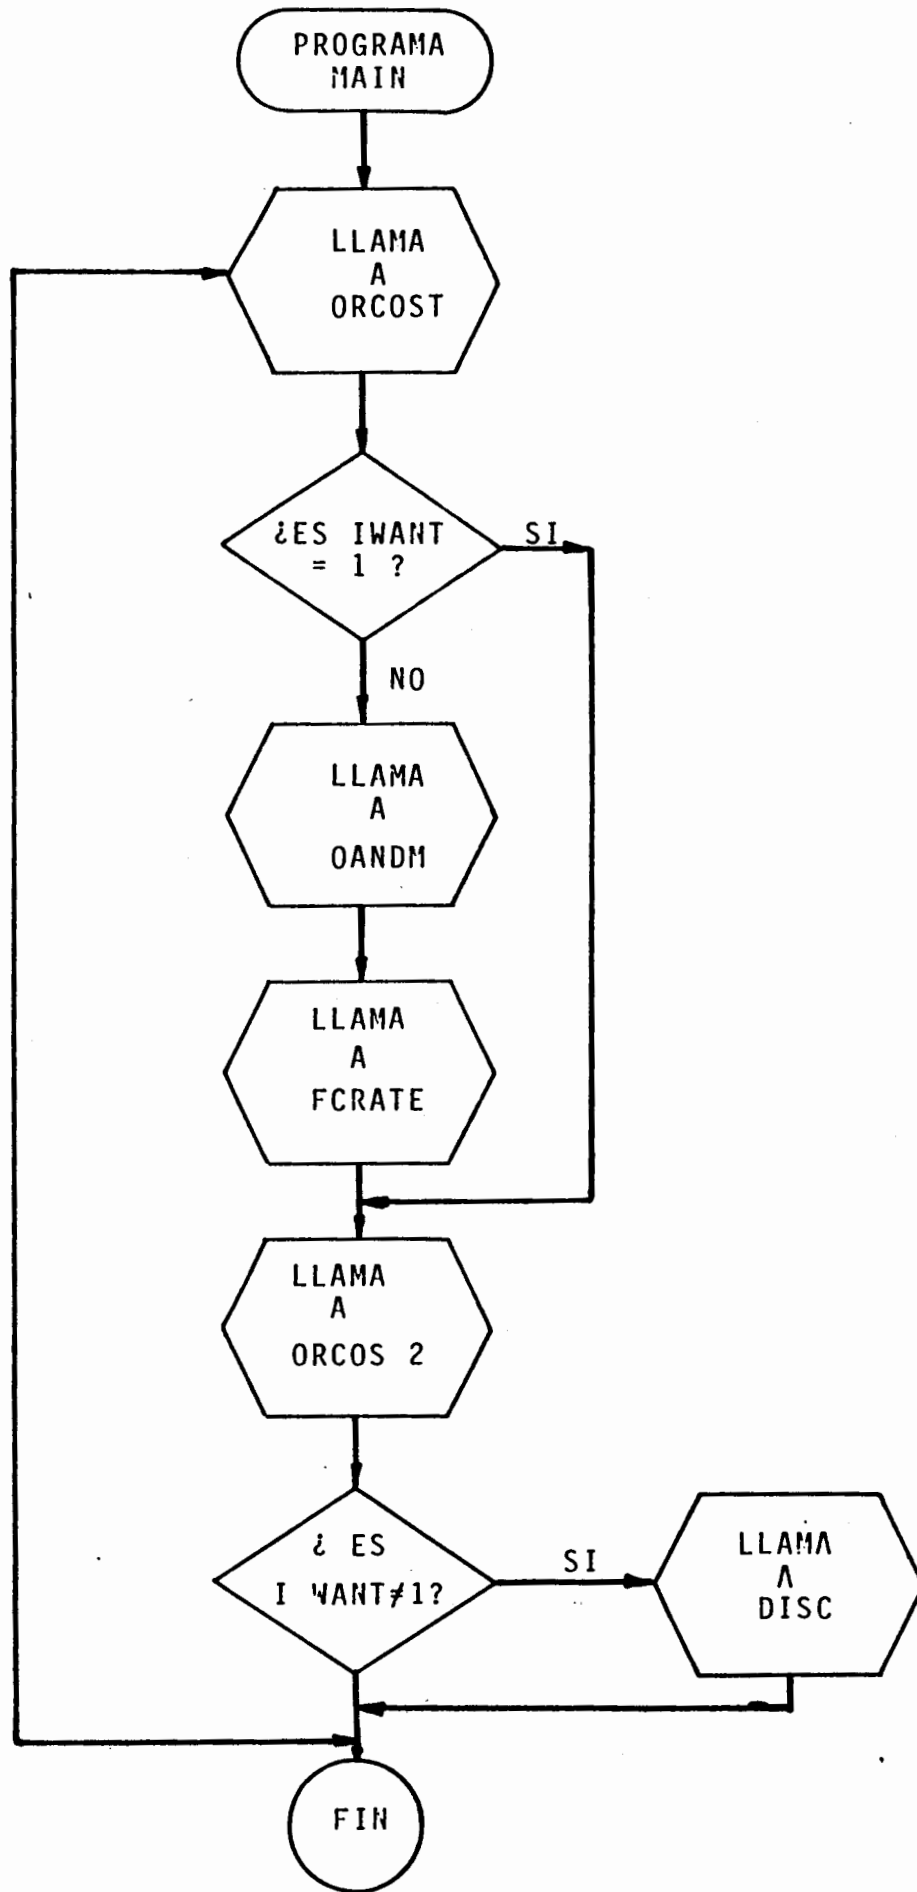 PROGRAMA
MAIN
LLAMA
A
ORCOST
¿ES IWANT
= 1 ?
SI
NO
LLAMA
A
OANDM
LLAMA
A
FCRATE
LLAMA
A
ORCOS 2
¿ ES
I WANT≠1?
SI
LLAMA
A
DISC
FIN